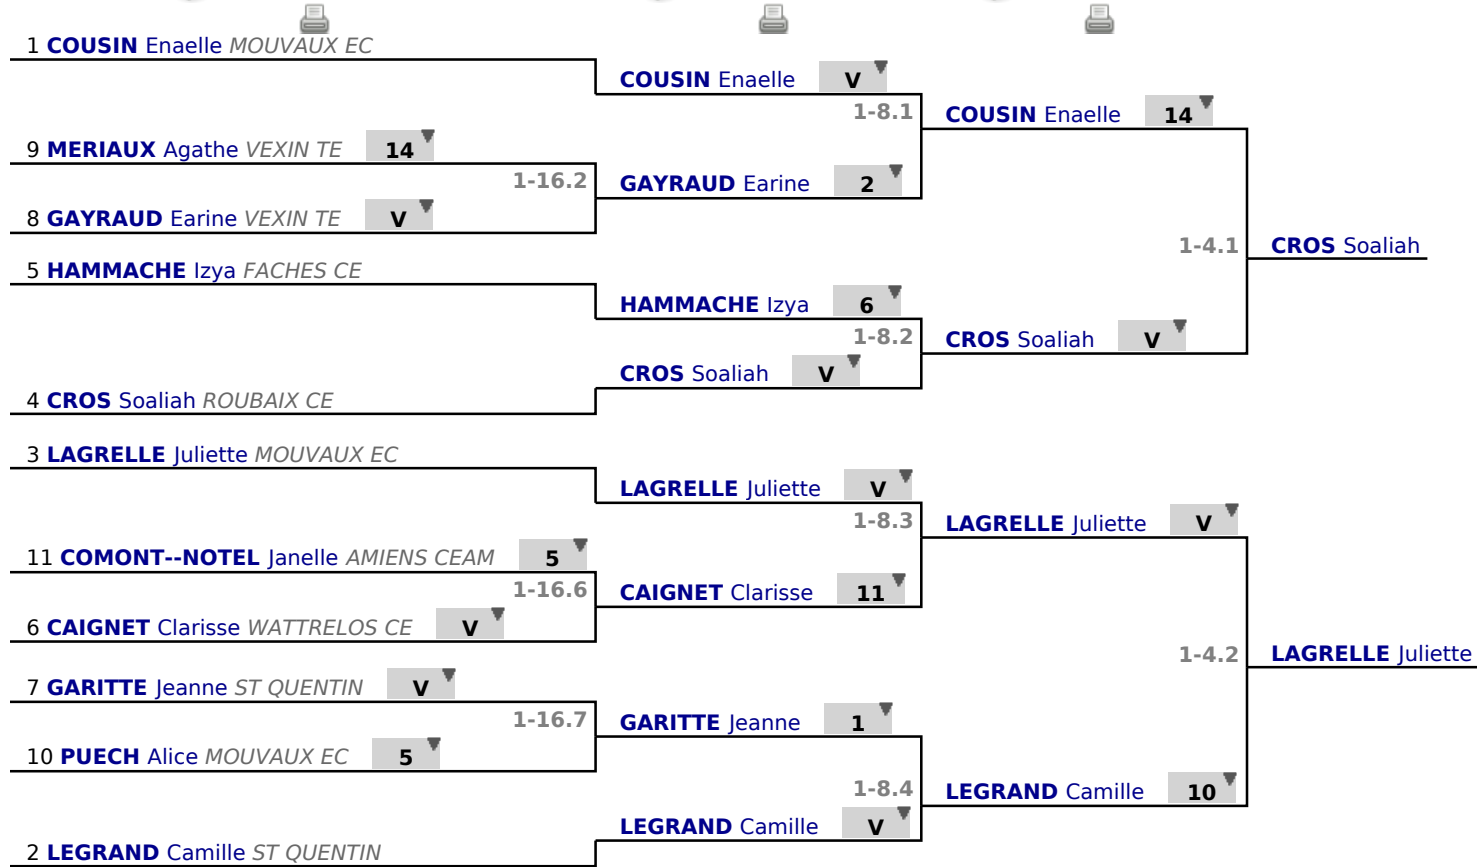 1 COUSIN Enaelle MOUVAUX EC
9 MERIAUX Agathe VEXIN TE 14
1-16.2
8 GAYRAUD Earine VEXIN TE V
5 HAMMACHE Izya FACHES CE
4 CROS Soaliah ROUBAIX CE
3 LAGRELLE Juliette MOUVAUX EC
11 COMONT--NOTEL Janelle AMIENS CEAM 5
1-16.6
6 CAIGNET Clarisse WATTRELOS CE V
7 GARITTE Jeanne ST QUENTIN V
1-16.7
10 PUECH Alice MOUVAUX EC 5
2 LEGRAND Camille ST QUENTIN
COUSIN Enaelle V
1-8.1
GAYRAUD Earine 2
HAMMACHE Izya 6
1-8.2
CROS Soaliah V
LAGRELLE Juliette V
1-8.3
CAIGNET Clarisse 11
GARITTE Jeanne 1
1-8.4
LEGRAND Camille V
COUSIN Enaelle 14
1-4.1
CROS Soaliah V
LAGRELLE Juliette V
1-4.2
LEGRAND Camille 10
CROS Soaliah
LAGRELLE Juliette